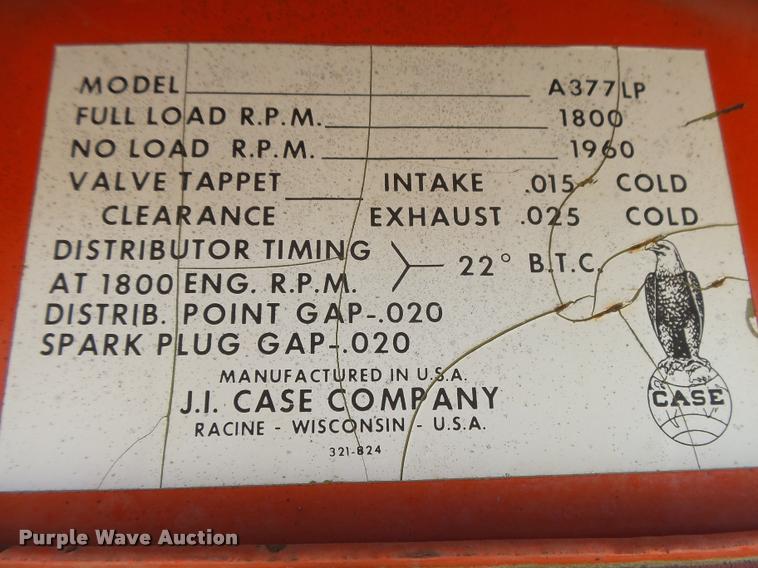 MODEL A377LP
FULL LOAD R.P.M. 1800
NO LOAD R.P.M. 1960
VALVE TAPPET INTAKE .015 COLD
CLEARANCE EXHAUST .025 COLD
DISTRIBUTOR TIMING
AT 1800 ENG. R.P.M. 22° B.T.C.
DISTRIB. POINT GAP-.020
SPARK PLUG GAP-.020
MANUFACTURED IN U.S.A.
J.I. CASE COMPANY
RACINE - WISCONSIN - U.S.A.
321-824
CASE
Purple Wave Auction